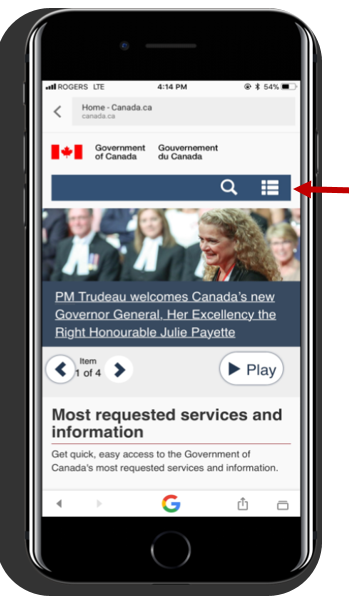 ROGERS LTE 4:14 PM 54%
Home - Canada.ca
canada.ca
Government Gouvernement
of Canada du Canada
PM Trudeau welcomes Canada's new
Governor General, Her Excellency the
Right Honourable Julie Payette
Item
1 of 4
Play
Most requested services and
information
Get quick, easy access to the Government of
Canada's most requested services and information.
G